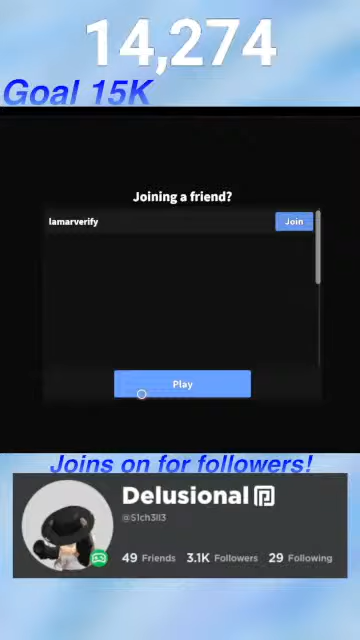 14,274
Goal 15K
Joining a friend?
lamarverify
Join
Play
Joins on for followers!
Delusional
@S1ch3ll3
49 Friends 3.1K Followers 29 Following